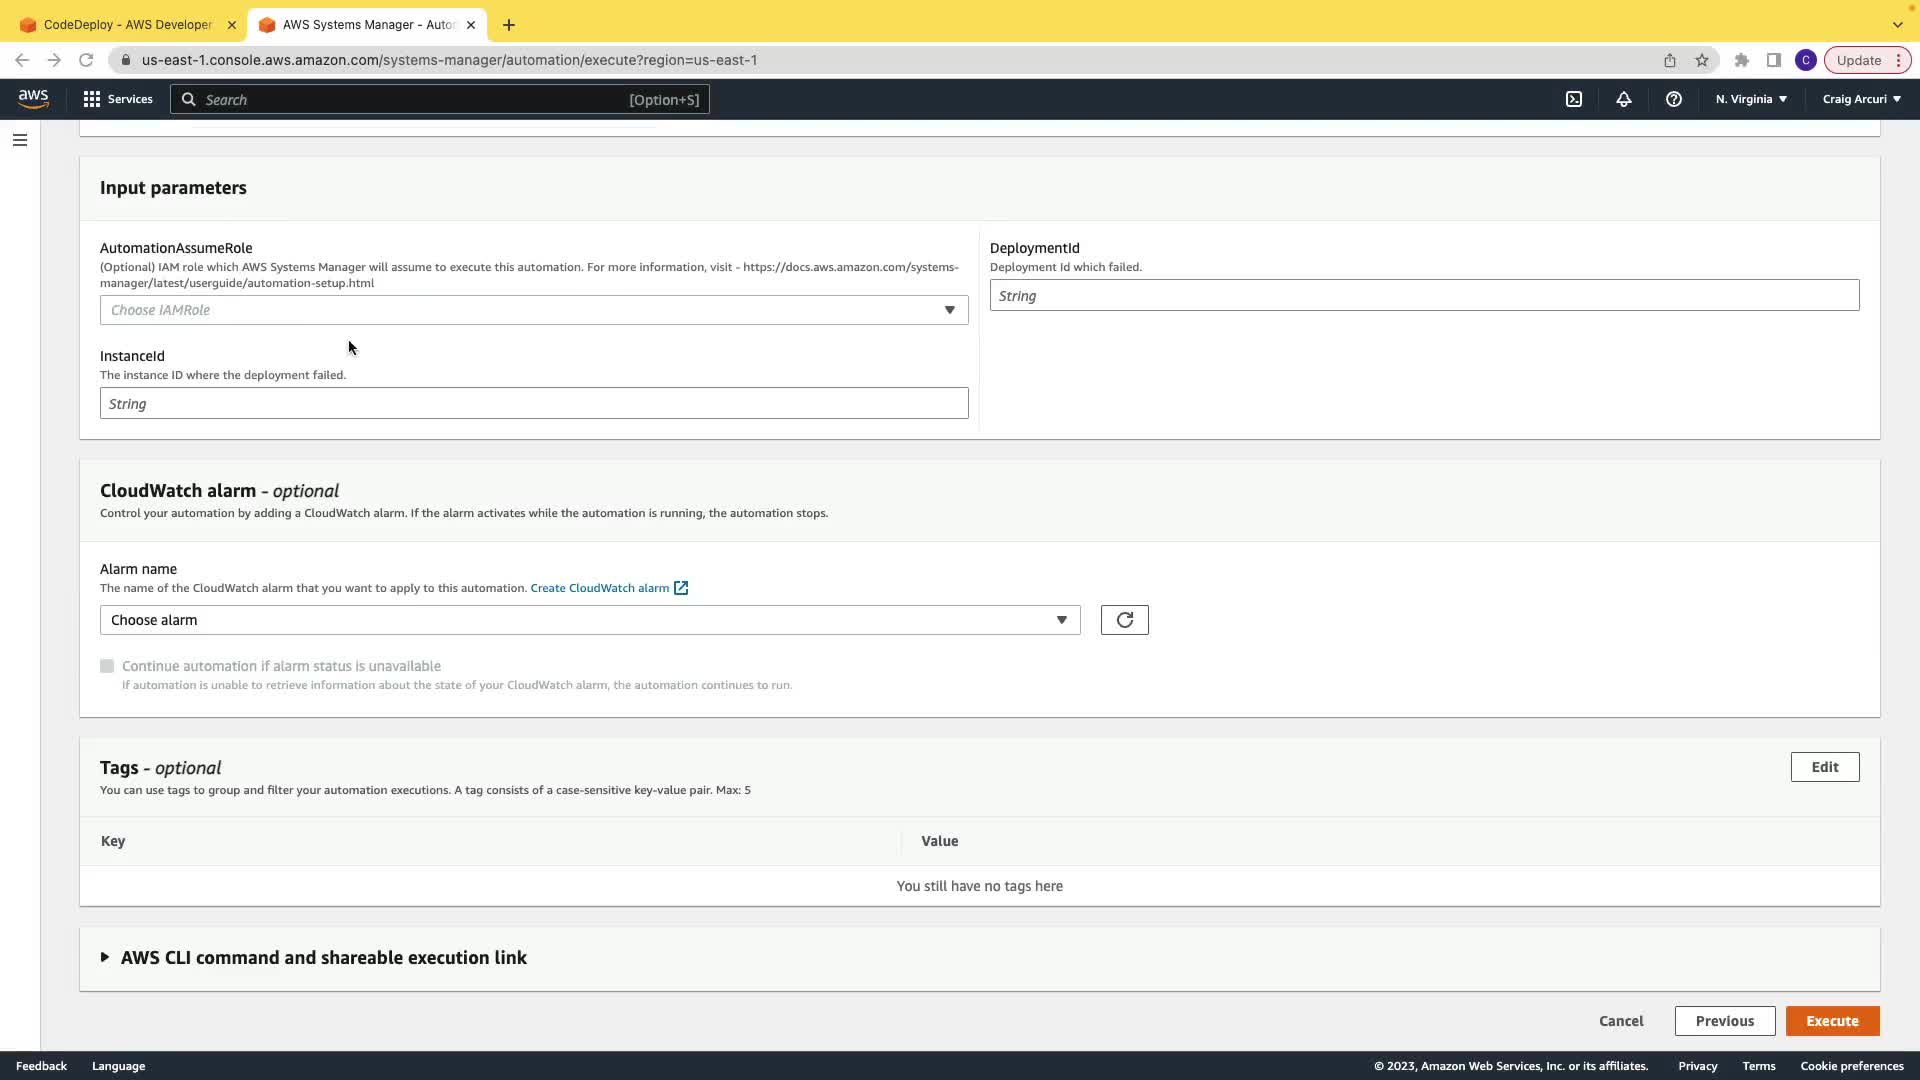 CodeDeploy - AWS Developer
AWS Systems Manager - Auto
us-east-1.console.aws.amazon.com/systems-manager/automation/execute?region=us-east-1
C
Update
aws
Services
Search
[Option+S]
N. Virginia
Craig Arcuri
Input parameters
AutomationAssumeRole
(Optional) IAM role which AWS Systems Manager will assume to execute this automation. For more information, visit - https://docs.aws.amazon.com/systems-
manager/latest/userguide/automation-setup.html
Choose IAMRole
DeploymentId
Deployment Id which failed.
String
InstanceId
The instance ID where the deployment failed.
String
CloudWatch alarm - optional
Control your automation by adding a CloudWatch alarm. If the alarm activates while the automation is running, the automation stops.
Alarm name
The name of the CloudWatch alarm that you want to apply to this automation. Create CloudWatch alarm
Choose alarm
Continue automation if alarm status is unavailable
If automation is unable to retrieve information about the state of your CloudWatch alarm, the automation continues to run.
Tags - optional
Edit
You can use tags to group and filter your automation executions. A tag consists of a case-sensitive key-value pair. Max: 5
Key
Value
You still have no tags here
AWS CLI command and shareable execution link
Cancel
Previous
Execute
Feedback
Language
© 2023, Amazon Web Services, Inc. or its affiliates.
Privacy
Terms
Cookie preferences